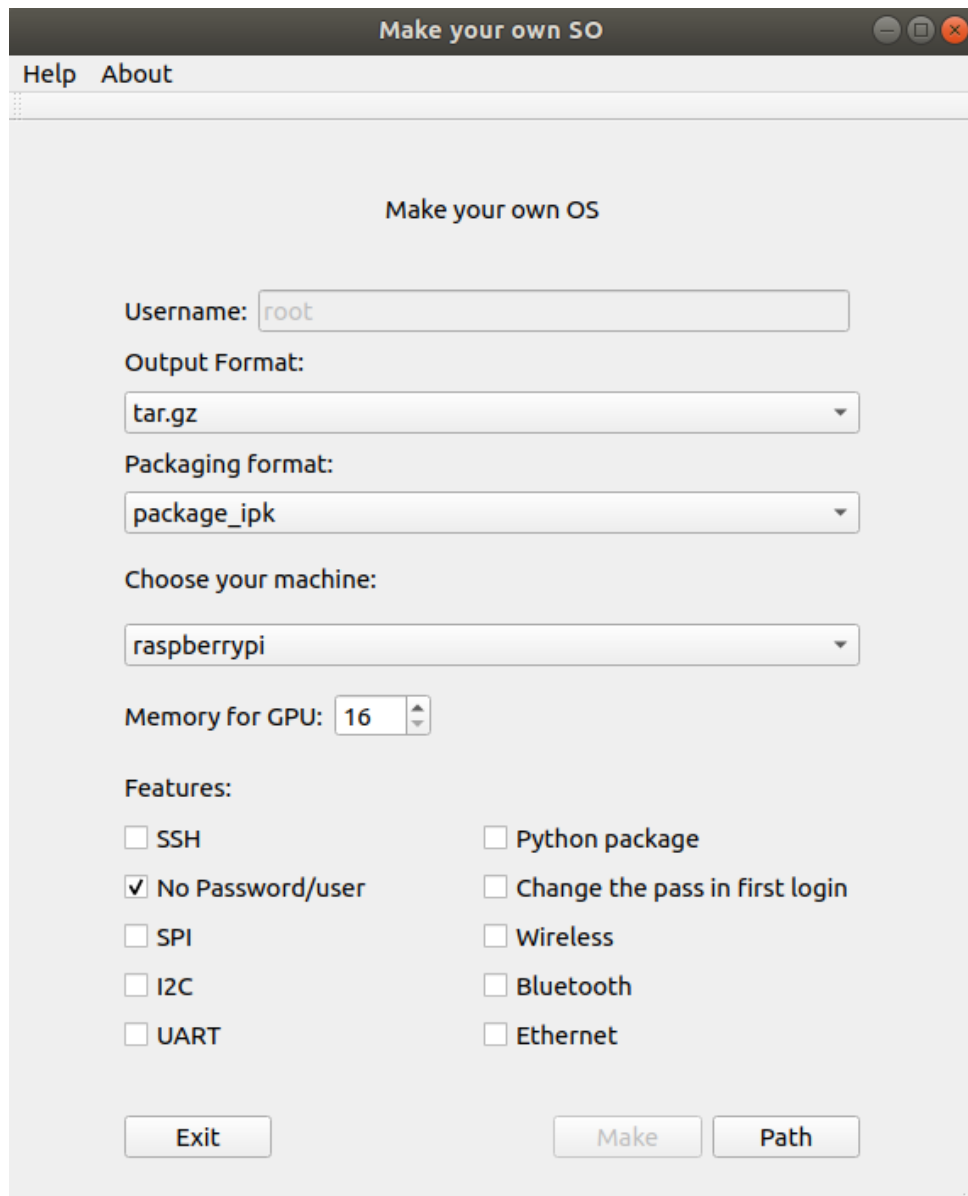 Make your own SO
Help About
Make your own OS
Username: root
Output Format:
tar.gz
Packaging format:
package_ipk
Choose your machine:
raspberrypi
Memory for GPU: 16
Features:
SSH Python package
No Password/user Change the pass in first login
SPI Wireless
I2C Bluetooth
UART Ethernet
Exit Make Path